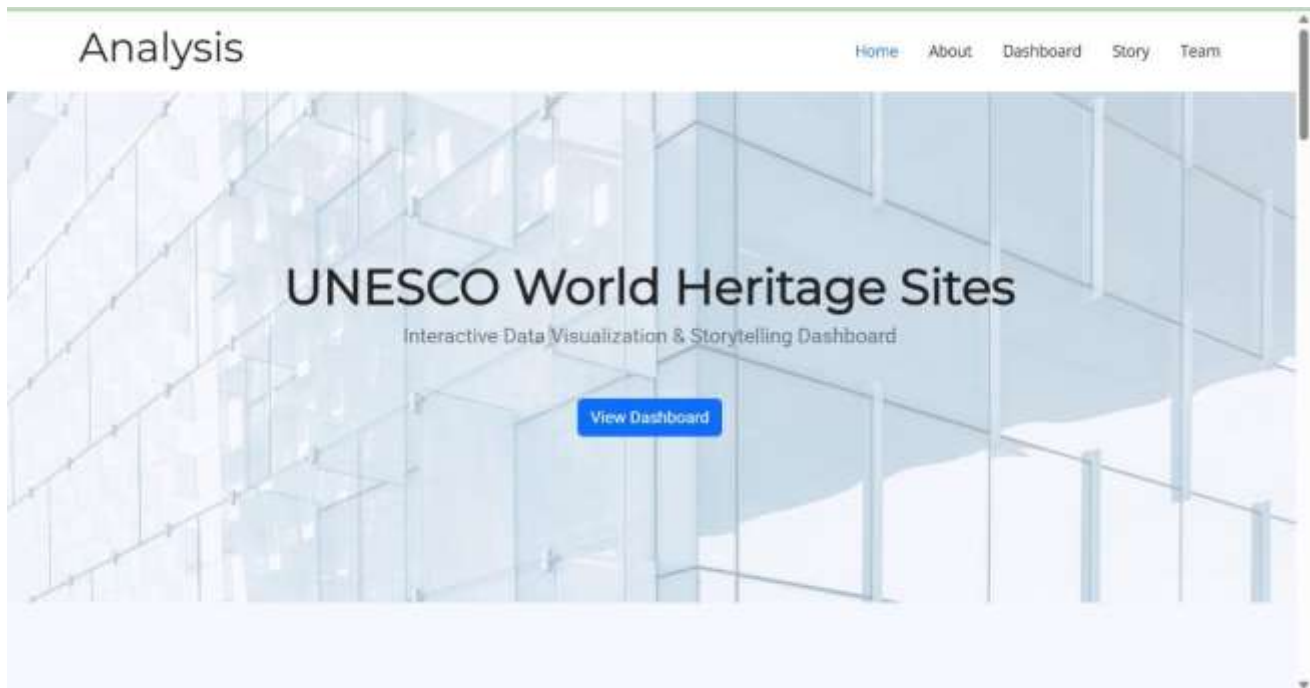 Analysis
Home About Dashboard Story Team
UNESCO World Heritage Sites
Interactive Data Visualization & Storytelling Dashboard
View Dashboard